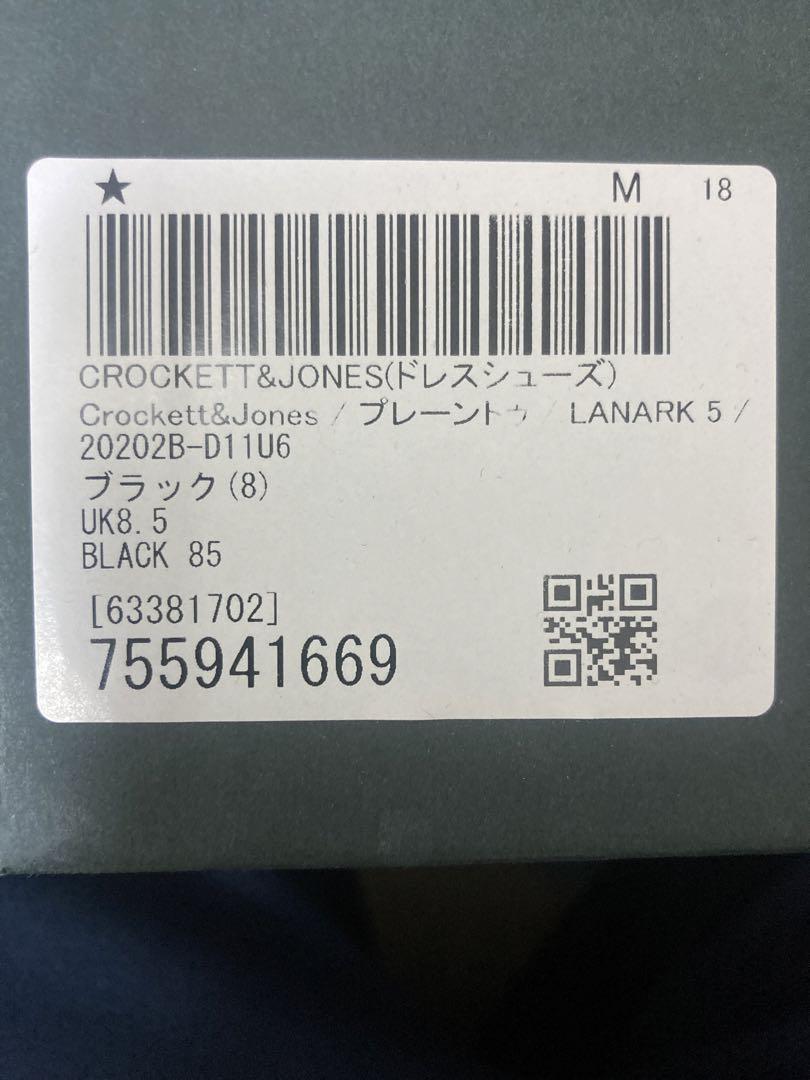 ★ M 18
CROCKETT&JONES(ドレスシューズ)
Crockett&Jones / プレーントゥ / LANARK 5 /
20202B-D11U6
ブラック(8)
UK8.5
BLACK 85
[63381702]
755941669